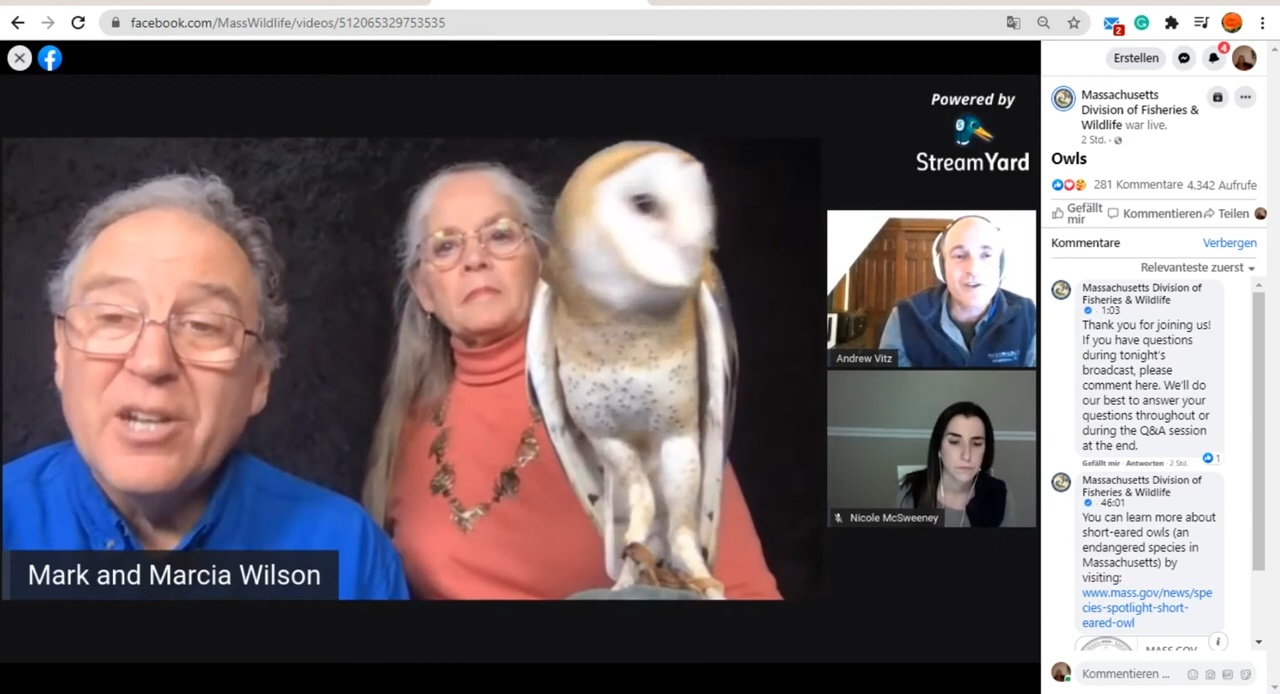 facebook.com/MassWildlife/videos/512065329753535
2
Powered by
StreamYard
Mark and Marcia Wilson
Andrew Vitz
Nicole McSweeney
Erstellen
4
Massachusetts
Division of Fisheries &
Wildlife war live.
2 Std. ·
Owls
281 Kommentare 4.342 Aufrufe
Gefällt
mir
Kommentieren
Teilen
Kommentare
Verbergen
Relevanteste zuerst
Massachusetts Division of
Fisheries & Wildlife
· 1:03
Thank you for joining us!
If you have questions
during tonight's
broadcast, please
comment here. We'll do
our best to answer your
questions throughout or
during the Q&A session
at the end.
1
Gefällt mir · Antworten · 2 Std.
Massachusetts Division of
Fisheries & Wildlife
· 46:01
You can learn more about
short-eared owls (an
endangered species in
Massachusetts) by
visiting:
www.mass.gov/news/spe
cies-spotlight-short-
eared-owl
MASS.GOV
i
Kommentieren ...